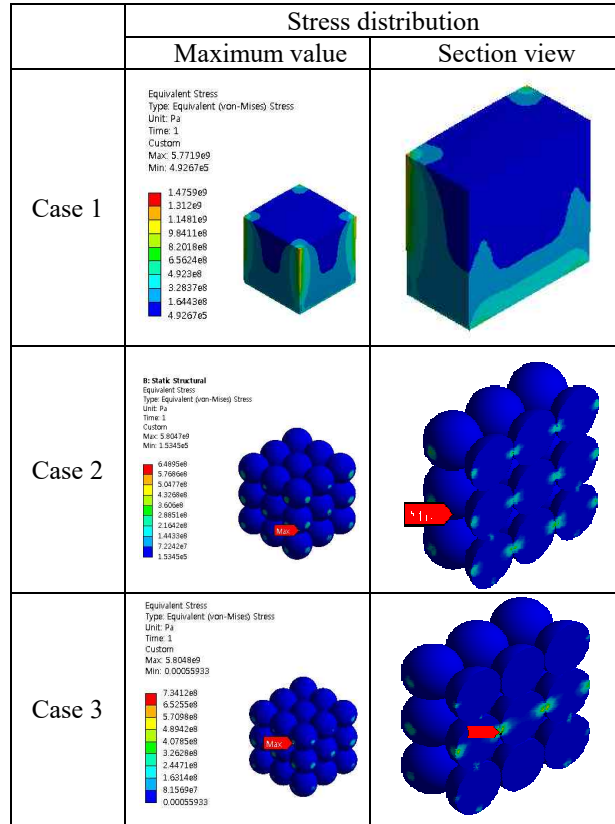 Stress distribution
Maximum value Section view
Case 1
Equivalent Stress
Type: Equivalent (von-Mises) Stress
Unit: Pa
Time: 1
Custom
Max: 5.7719e9
Min: 4.9267e5
1.4759e9
1.312e9
1.1481e9
9.8411e8
8.2018e8
6.5624e8
4.923e8
3.2837e8
1.6443e8
4.9267e5
Case 2
B: Static Structural
Equivalent Stress
Type: Equivalent (von-Mises) Stress
Unit: Pa
Time: 1
Custom
Max: 5.8047e9
Min: 1.5345e5
6.4895e8
5.7686e8
5.0477e8
4.3268e8
3.606e8
2.8851e8
2.1642e8
1.4433e8
7.2242e7
1.5345e5
Max
Case 3
Equivalent Stress
Type: Equivalent (von-Mises) Stress
Unit: Pa
Time: 1
Custom
Max: 5.8048e9
Min: 0.00055933
7.3412e8
6.5255e8
5.7098e8
4.8942e8
4.0785e8
3.2628e8
2.4471e8
1.6314e8
8.1569e7
0.00055933
Max